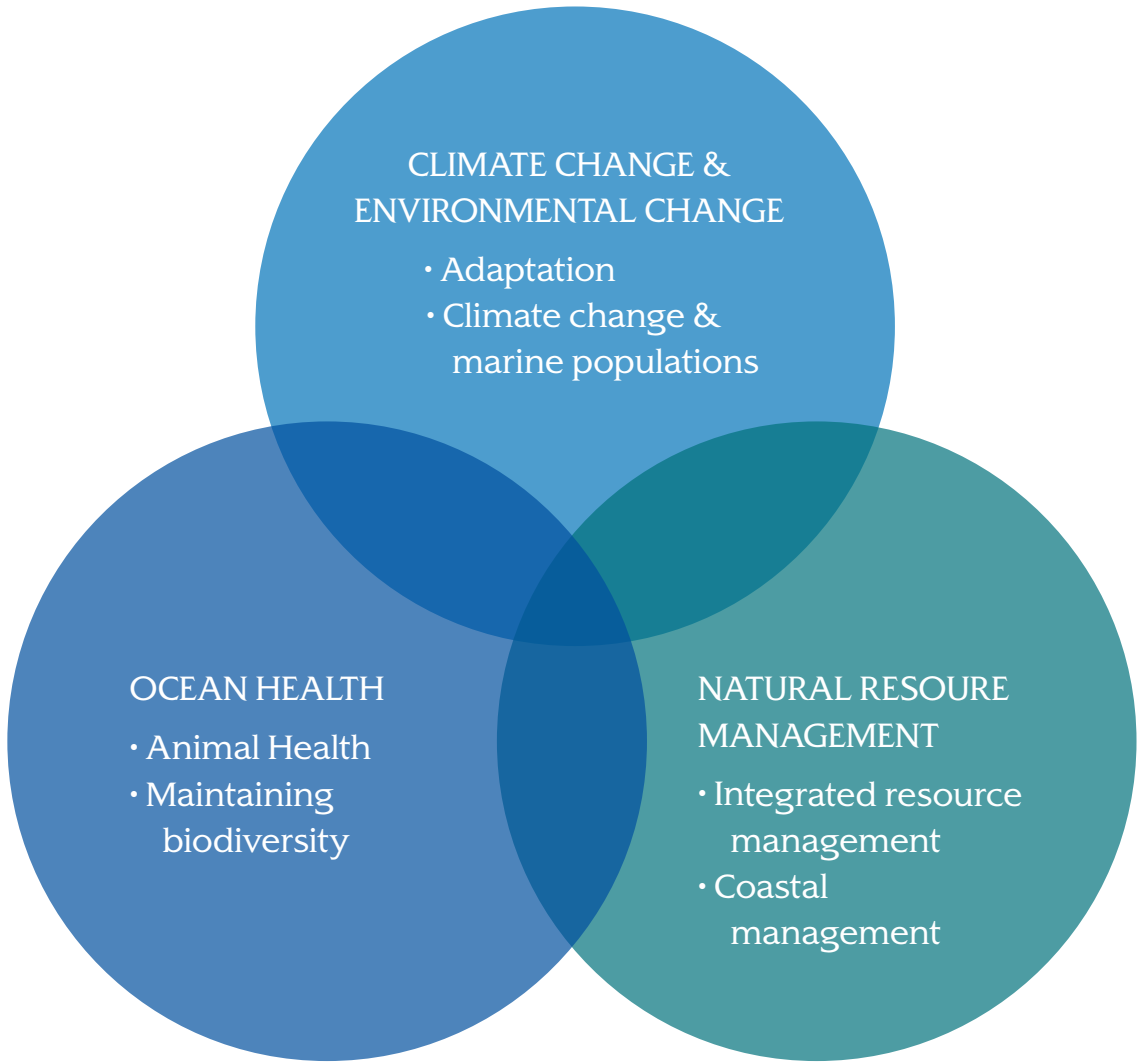 CLIMATE CHANGE &
ENVIRONMENTAL CHANGE
· Adaptation
· Climate change &
marine populations
OCEAN HEALTH
· Animal Health
· Maintaining
biodiversity
NATURAL RESOURE
MANAGEMENT
· Integrated resource
management
· Coastal
management